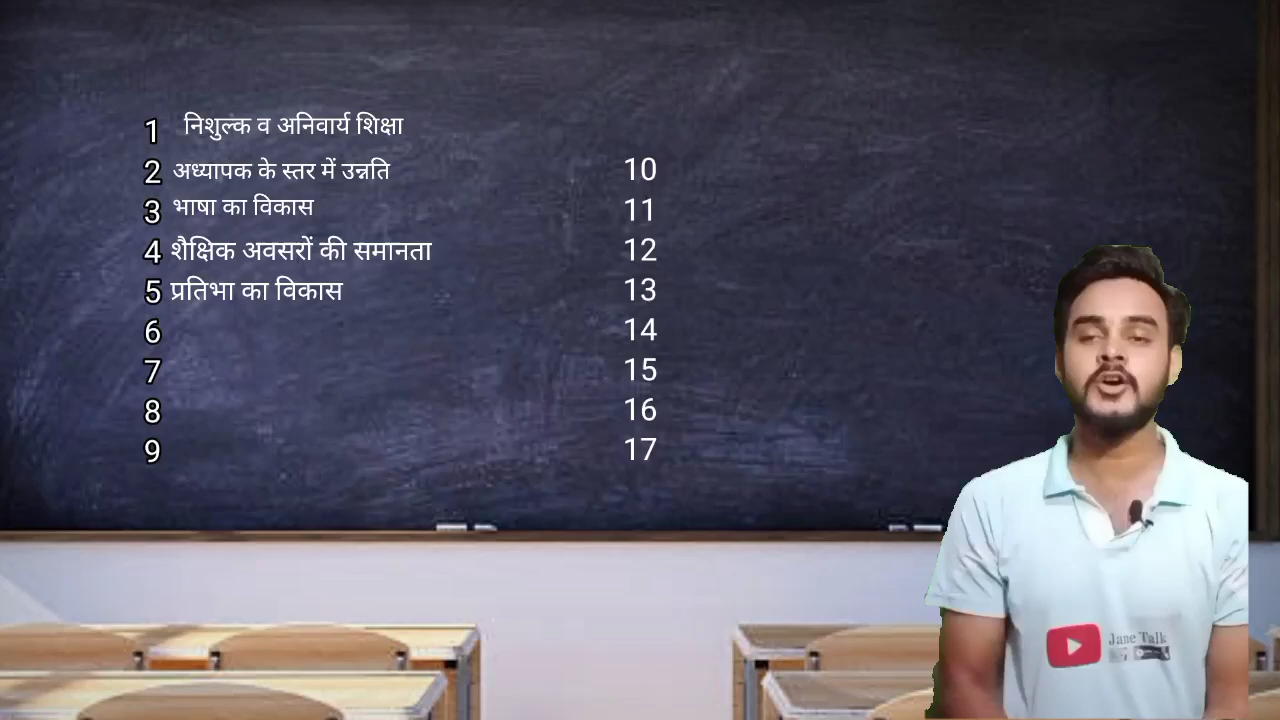 1 निशुल्क व अनिवार्य शिक्षा
2 अध्यापक के स्तर में उन्नति
3 भाषा का विकास
4 शैक्षिक अवसरों की समानता
5 प्रतिभा का विकास
6
7
8
9
10
11
12
13
14
15
16
17
Jane Talk